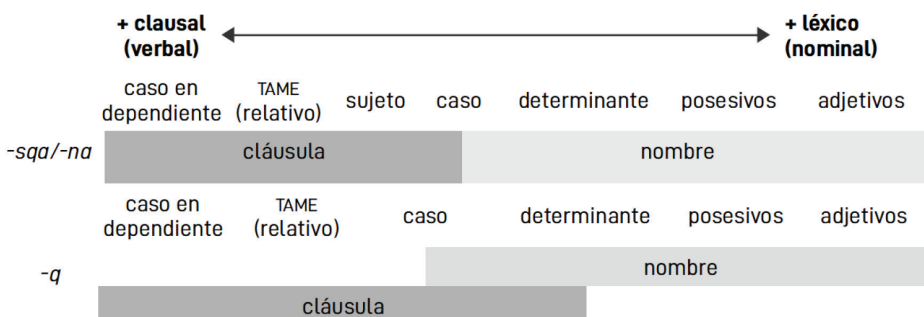 + clausal + léxico
(verbal) (nominal)
caso en TAME
dependiente (relativo) sujeto caso determinante posesivos adjetivos
-sqa/-na cláusula nombre
caso en TAME
dependiente (relativo) caso determinante posesivos adjetivos
nombre
-q
cláusula